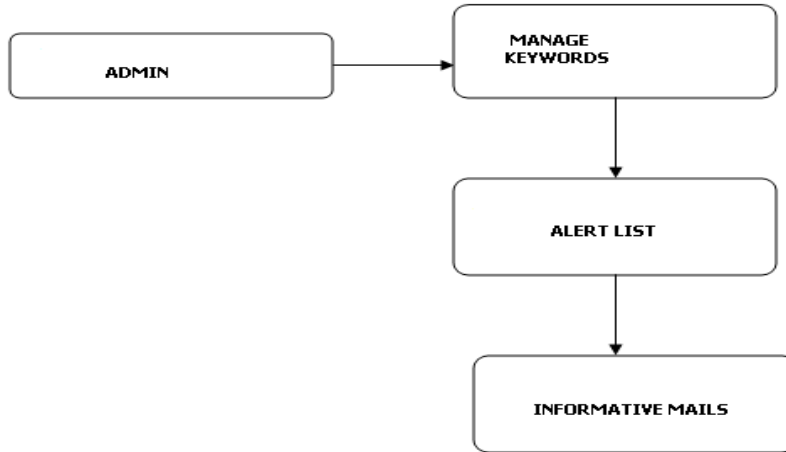 ADMIN
MANAGE
KEYWORDS
ALERT LIST
INFORMATIVE MAILS